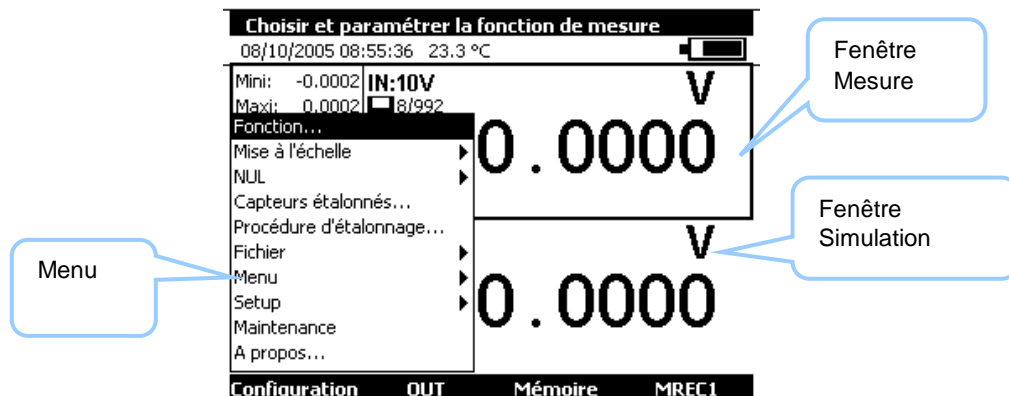 Choisir et paramétrer la fonction de mesure
08/10/2005 08:55:36 23.3 °C
Mini: -0.0002 IN:10V V
Maxi: 0.0002 8/992
0.0000
Fonction...
Mise à l'échelle
NUL
Capteurs étalonnés...
Procédure d'étalonnage...
Fichier
Menu
Setup
Maintenance
A propos...
V
0.0000
Configuration OUT Mémoire MREC1
Fenêtre
Mesure
Fenêtre
Simulation
Menu